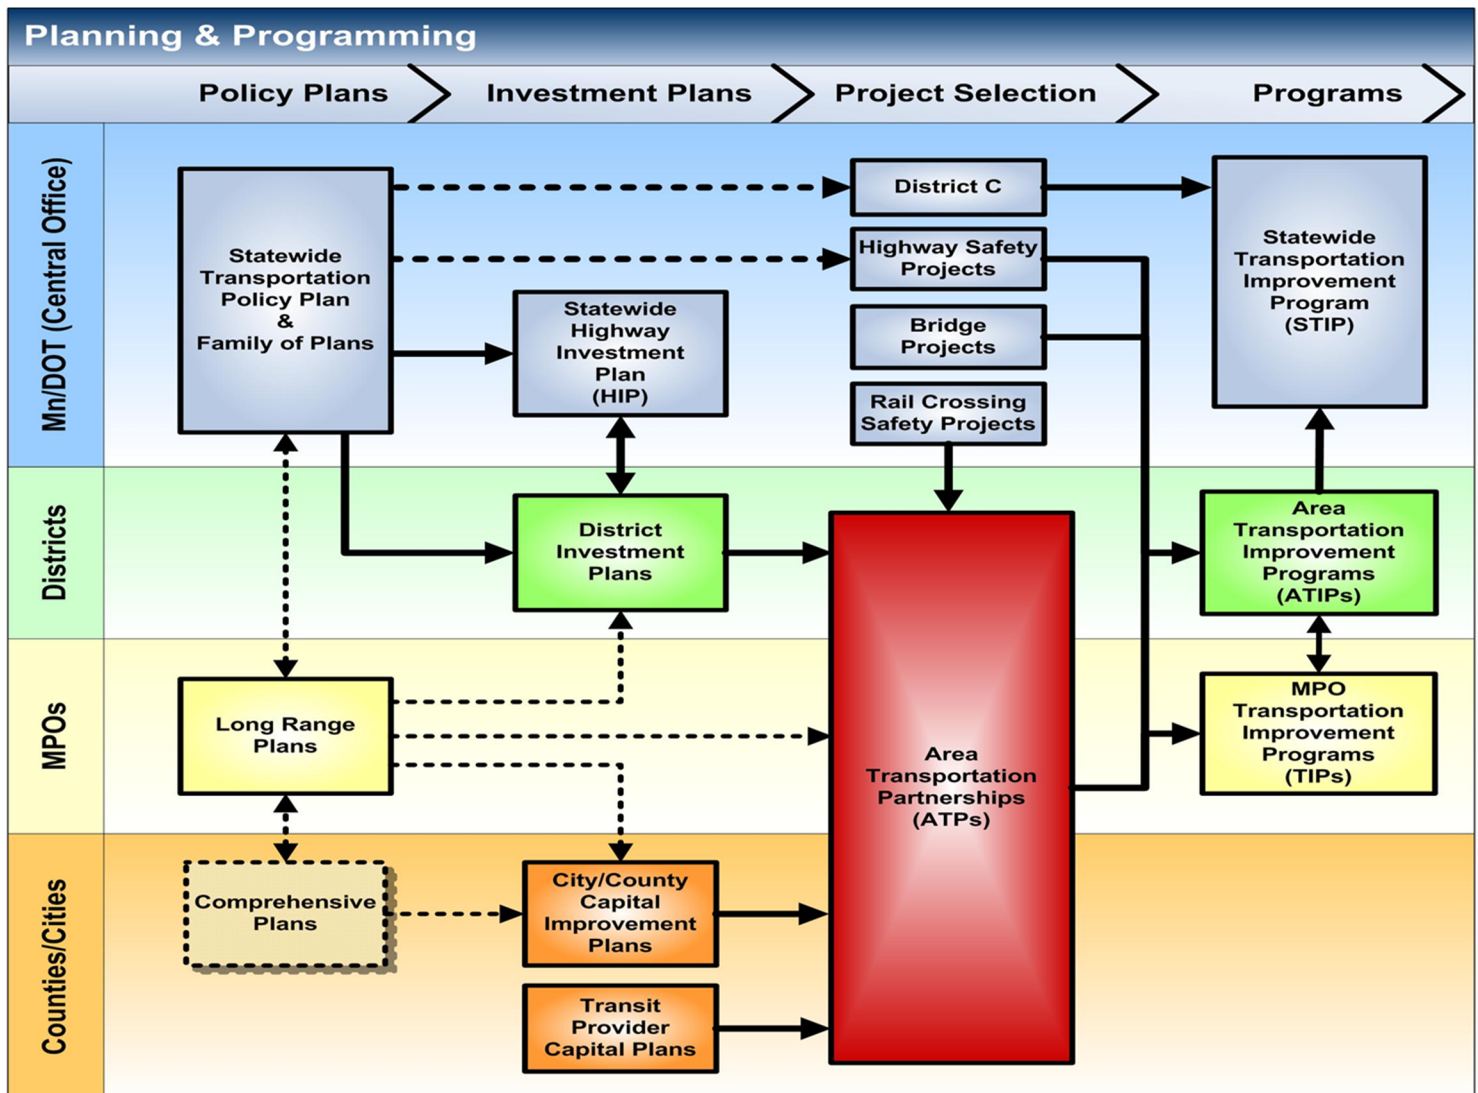 Planning & Programming
Policy Plans
Investment Plans
Project Selection
Programs
Mn/DOT (Central Office)
Statewide
Transportation
Policy Plan
&
Family of Plans
Statewide
Highway
Investment
Plan
(HIP)
District C
Highway Safety
Projects
Bridge
Projects
Rail Crossing
Safety Projects
Statewide
Transportation
Improvement
Program
(STIP)
Districts
District
Investment
Plans
Area
Transportation
Improvement
Programs
(ATIPs)
MPOs
Long Range
Plans
Area
Transportation
Partnerships
(ATPs)
MPO
Transportation
Improvement
Programs
(TIPs)
Counties/Cities
Comprehensive
Plans
City/County
Capital
Improvement
Plans
Transit
Provider
Capital Plans